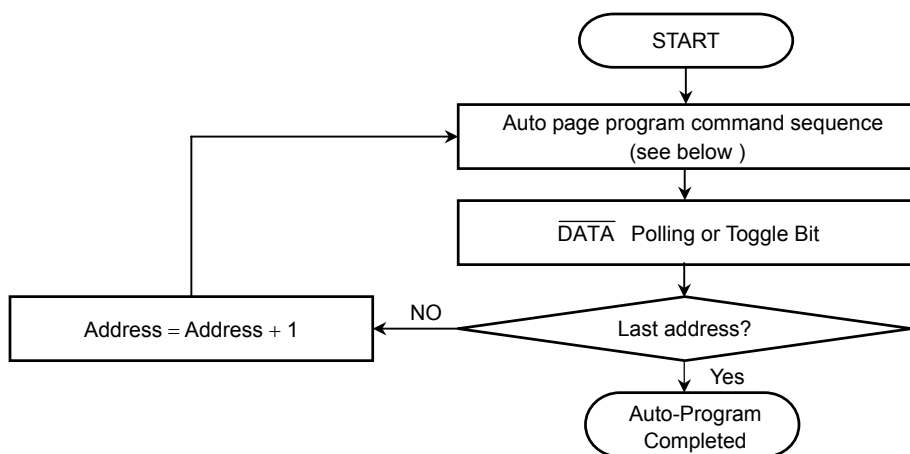 START
Auto page program command sequence
(see below )
DATA Polling or Toggle Bit
Last address?
NO
Address = Address + 1
Yes
Auto-Program
Completed